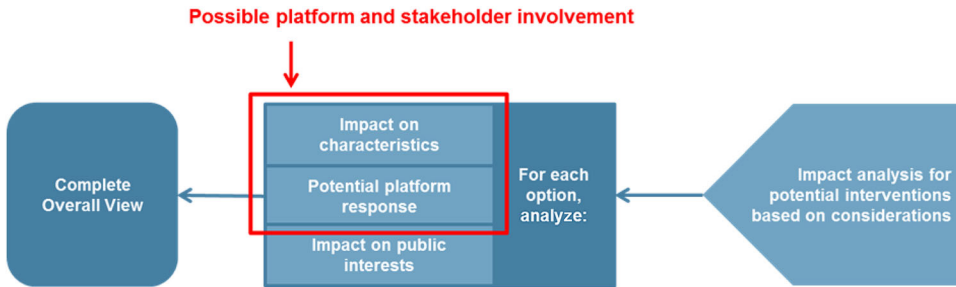 Possible platform and stakeholder involvement
Complete
Overall View
Impact on
characteristics
Potential platform
response
Impact on public
interests
For each
option,
analyze:
Impact analysis for
potential interventions
based on considerations